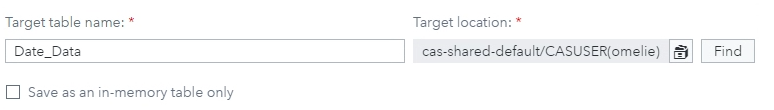 Target table name: * Target location: *
Date_Data cas-shared-default/CASUSER(omelie) Find
Save as an in-memory table only